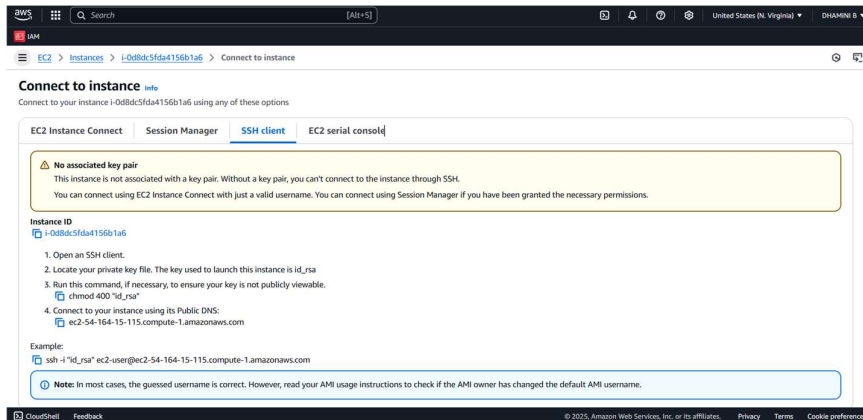 aws Search [Alt+S] United States (N. Virginia) DHAMINI B
IAM
EC2 > Instances > i-0d8dc5fda4156b1a6 > Connect to instance
Connect to instance Info
Connect to your instance i-0d8dc5fda4156b1a6 using any of these options
EC2 Instance Connect Session Manager SSH client EC2 serial console
No associated key pair
This instance is not associated with a key pair. Without a key pair, you can't connect to the instance through SSH.
You can connect using EC2 Instance Connect with just a valid username. You can connect using Session Manager if you have been granted the necessary permissions.
Instance ID
i-0d8dc5fda4156b1a6
1. Open an SSH client.
2. Locate your private key file. The key used to launch this instance is id_rsa
3. Run this command, if necessary, to ensure your key is not publicly viewable.
chmod 400 "id_rsa"
4. Connect to your instance using its Public DNS:
ec2-54-164-15-115.compute-1.amazonaws.com
Example:
ssh -i "id_rsa" ec2-user@ec2-54-164-15-115.compute-1.amazonaws.com
Note: In most cases, the guessed username is correct. However, read your AMI usage instructions to check if the AMI owner has changed the default AMI username.
CloudShell Feedback © 2025, Amazon Web Services, Inc. or its affiliates. Privacy Terms Cookie preference